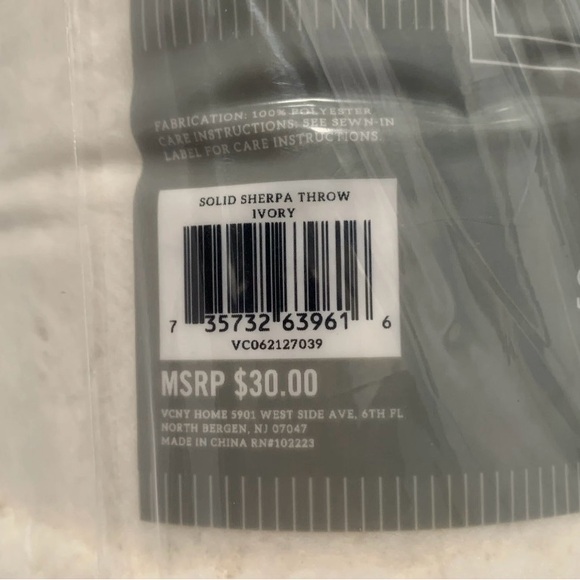 FABRICATION: 100% POLYESTER
CARE INSTRUCTIONS: SEE SEWN-IN
LABEL FOR CARE INSTRUCTIONS.
SOLID SHERPA THROW
IVORY
7 35732 63961 6
VC062127039
MSRP $30.00
VCNY HOME 5901 WEST SIDE AVE, 6TH FL
NORTH BERGEN, NJ 07047
MADE IN CHINA RN#102223